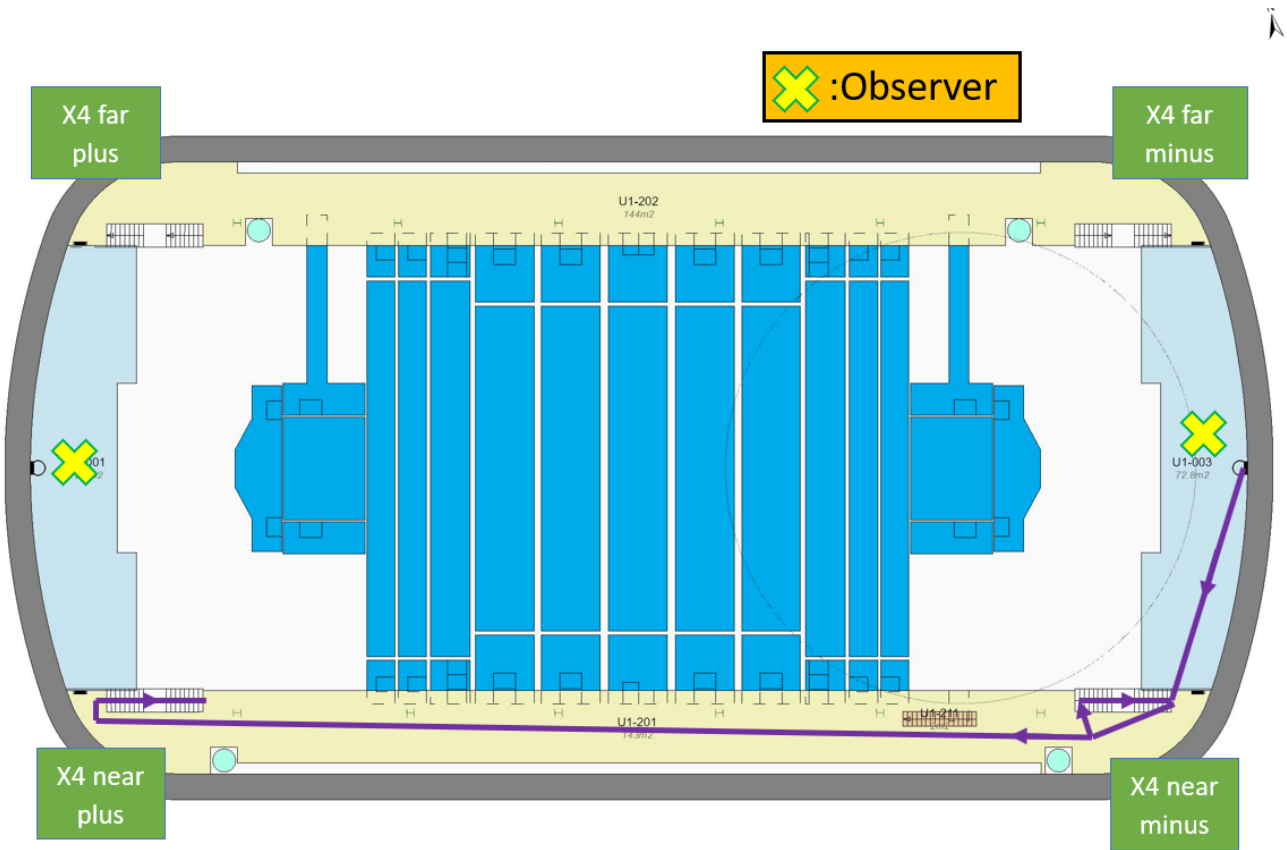 :Observer
X4 far
plus
X4 far
minus
U1-202
144m2
U1-003
72.8m2
U1-201
143m2
U1-211
2m2
X4 near
plus
X4 near
minus